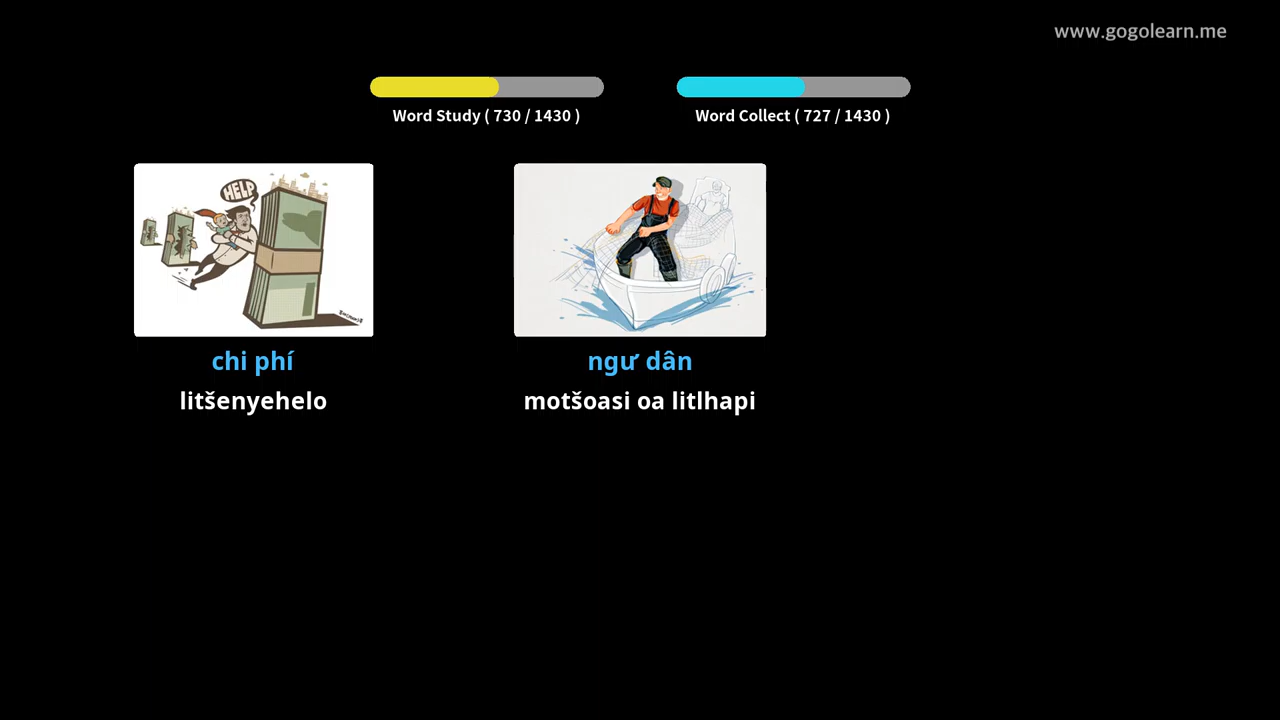 www.gogolearn.me
Word Study ( 730 / 1430 )
Word Collect ( 727 / 1430 )
HELP
chi phí
ngư dân
litšenyehelo
motšoasi oa litlhapi